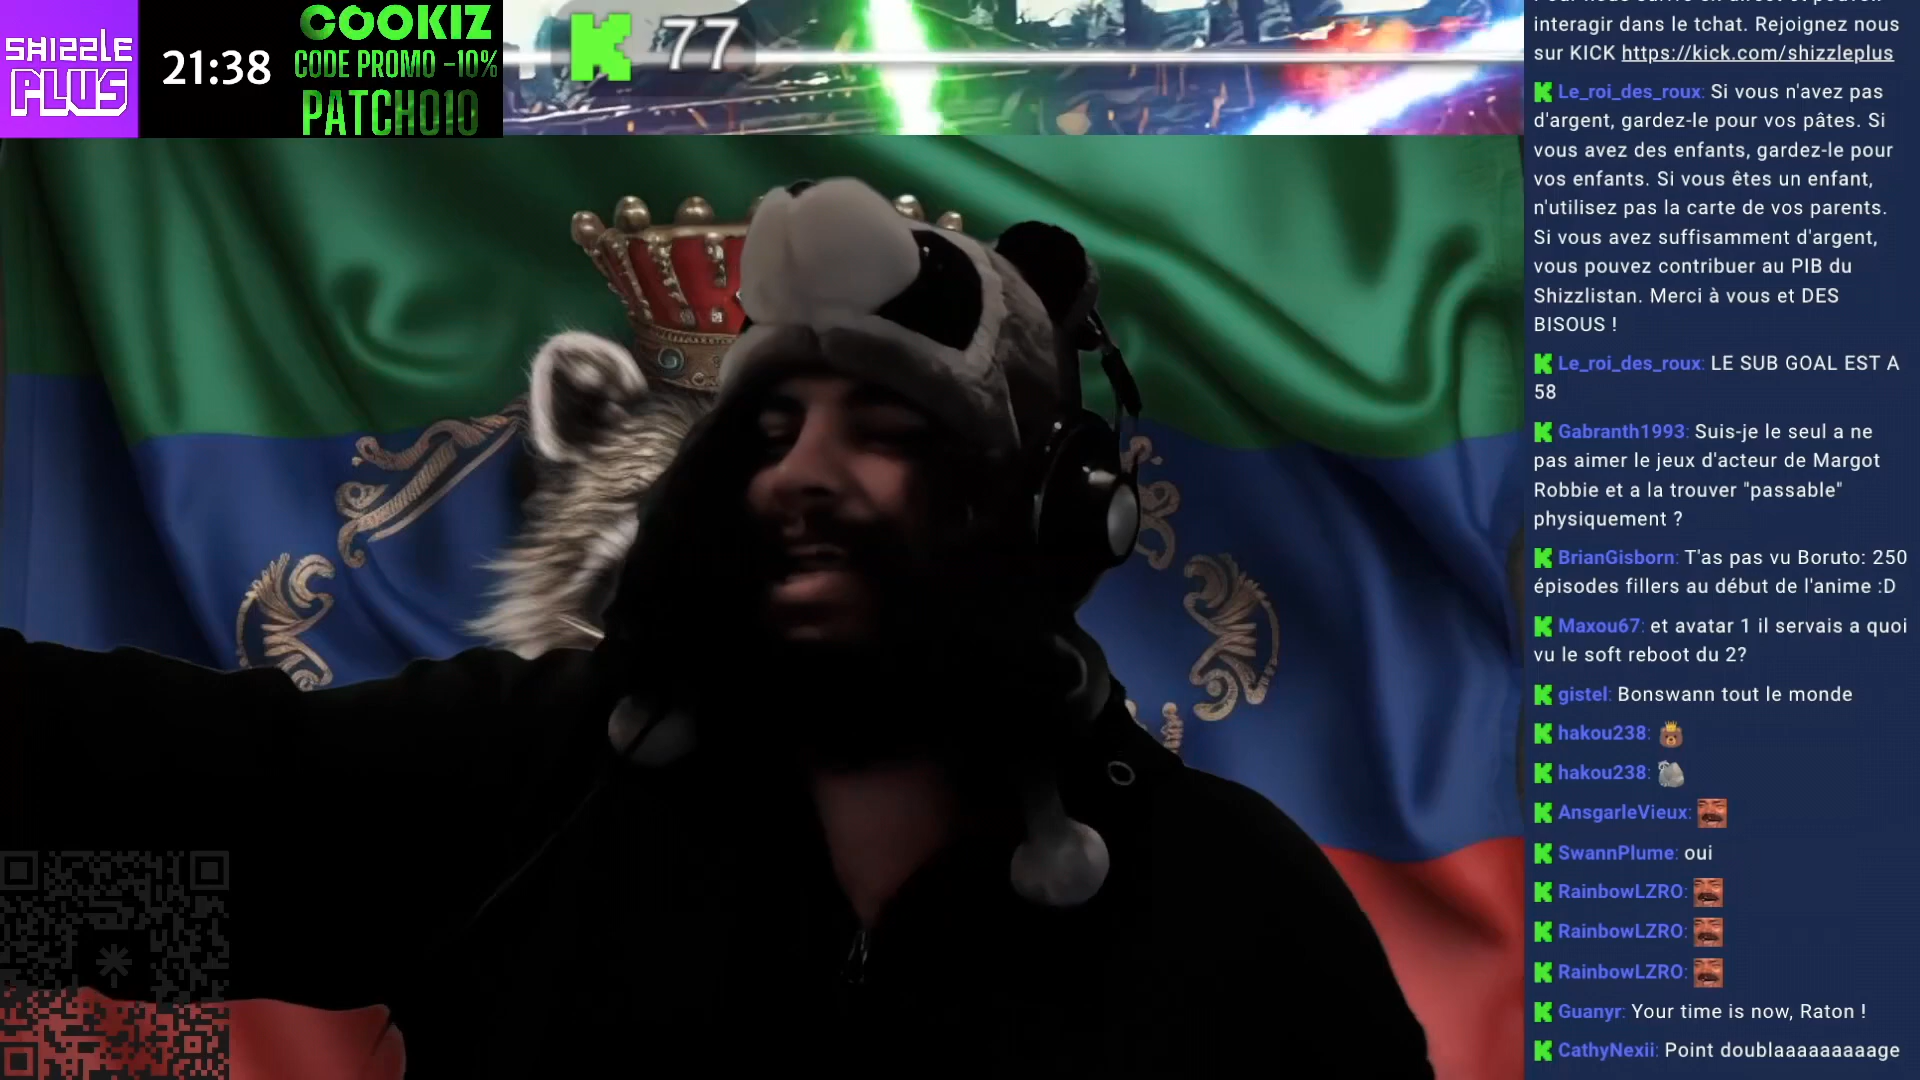 SHIZZLE
PLUS
21:38
COOKIZ
CODE PROMO -10%
PATCHO10
77
interagir dans le tchat. Rejoignez nous
sur KICK https://kick.com/shizzleplus
Le_roi_des_roux: Si vous n'avez pas
d'argent, gardez-le pour vos pâtes. Si
vous avez des enfants, gardez-le pour
vos enfants. Si vous êtes un enfant,
n'utilisez pas la carte de vos parents.
Si vous avez suffisamment d'argent,
vous pouvez contribuer au PIB du
Shizzlistan. Merci à vous et DES
BISOUS !
Le_roi_des_roux: LE SUB GOAL EST A
58
Gabranth1993: Suis-je le seul a ne
pas aimer le jeux d'acteur de Margot
Robbie et a la trouver "passable"
physiquement ?
BrianGisborn: T'as pas vu Boruto: 250
épisodes fillers au début de l'anime :D
Maxou67: et avatar 1 il servais a quoi
vu le soft reboot du 2?
gistel: Bonswann tout le monde
hakou238:
hakou238:
AnsgarleVieux:
SwannPlume: oui
RainbowLZRO:
RainbowLZRO:
RainbowLZRO:
Guanyr: Your time is now, Raton !
CathyNexii: Point doublaaaaaaaaage